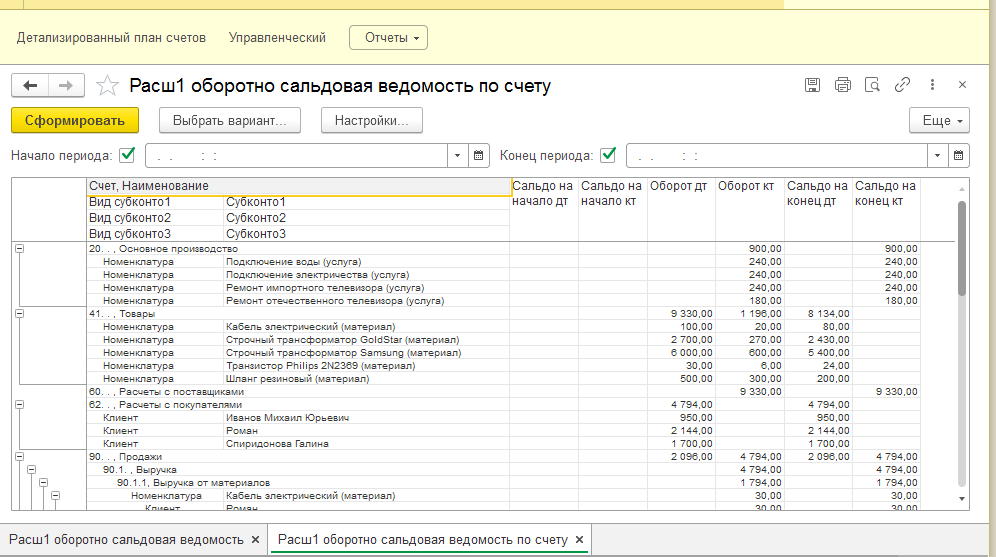 Детализированный план счетов Управленческий Отчеты
Расш1 оборотно сальдовая ведомость по счету
Сформировать Выбрать вариант... Настройки... Еще
Начало периода: . . : : Конец периода: . . : :
Счет, Наименование Сальдо на начало дт Сальдо на начало кт Оборот дт Оборот кт Сальдо на конец дт Сальдо на конец кт
Вид субконто1 Субконто1
Вид субконто2 Субконто2
Вид субконто3 Субконто3
20. . , Основное производство 900,00 900,00
Номенклатура Подключение воды (услуга) 240,00 240,00
Номенклатура Подключение электричества (услуга) 240,00 240,00
Номенклатура Ремонт импортного телевизора (услуга) 240,00 240,00
Номенклатура Ремонт отечественного телевизора (услуга) 180,00 180,00
41. . , Товары 9 330,00 1 196,00 8 134,00
Номенклатура Кабель электрический (материал) 100,00 20,00 80,00
Номенклатура Строчный трансформатор GoldStar (материал) 2 700,00 270,00 2 430,00
Номенклатура Строчный трансформатор Samsung (материал) 6 000,00 600,00 5 400,00
Номенклатура Транзистор Philips 2N2369 (материал) 30,00 6,00 24,00
Номенклатура Шланг резиновый (материал) 500,00 300,00 200,00
60. . , Расчеты с поставщиками 9 330,00 9 330,00
62. . , Расчеты с покупателями 4 794,00 4 794,00
Клиент Иванов Михаил Юрьевич 950,00 950,00
Клиент Роман 2 144,00 2 144,00
Клиент Спиридонова Галина 1 700,00 1 700,00
90. . , Продажи 2 096,00 4 794,00 2 096,00 4 794,00
90.1. , Выручка 4 794,00 4 794,00
90.1.1, Выручка от материалов 1 794,00 1 794,00
Номенклатура Кабель электрический (материал) 30,00 30,00
Клиент Роман 30,00 30,00
Расш1 оборотно сальдовая ведомость × Расш1 оборотно сальдовая ведомость по счету ×